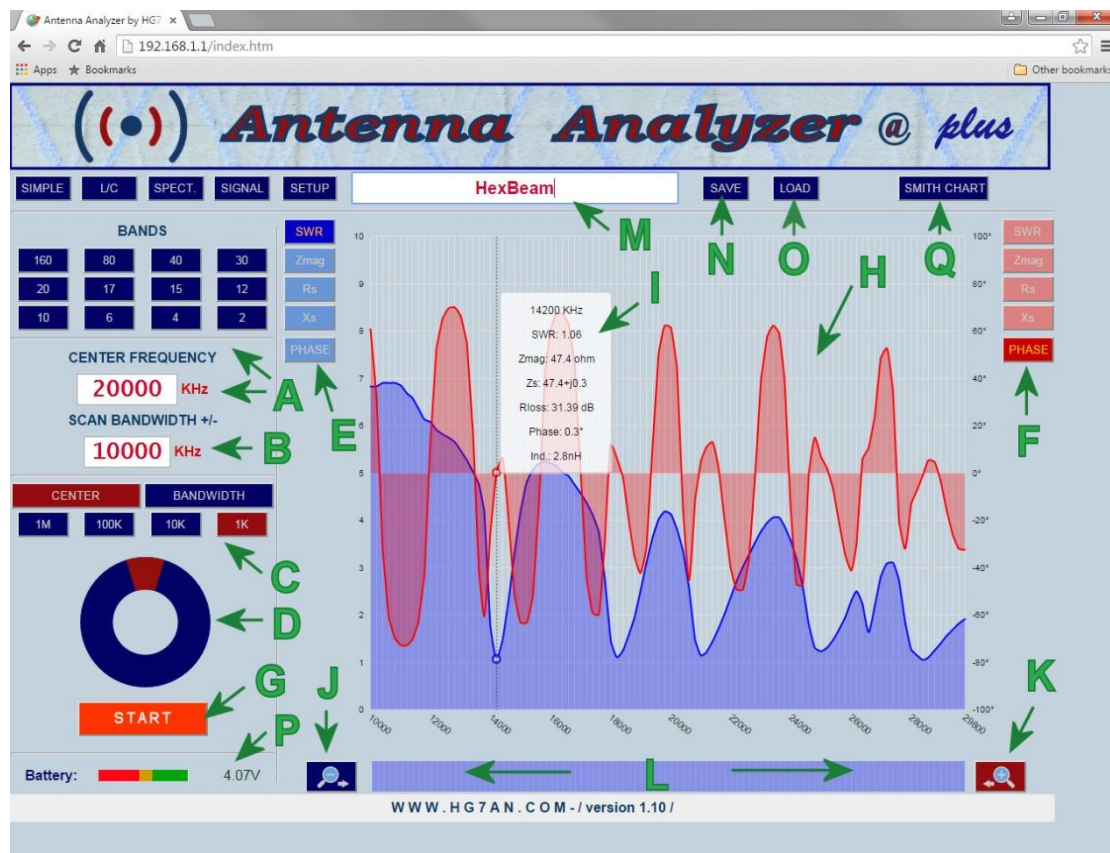 Antenna Analyzer by HG7 ×
192.168.1.1/index.htm
Apps Bookmarks Other bookmarks
((•)) Antenna Analyzer @ plus
SIMPLE L/C SPECT. SIGNAL SETUP HexBeam SAVE LOAD SMITH CHART
M N O Q
BANDS
160 80 40 30
20 17 15 12
10 6 4 2
CENTER FREQUENCY
20000 KHz
A
SCAN BANDWIDTH +/-
10000 KHz
B
CENTER BANDWIDTH
1M 100K 10K 1K
C
D
G
START
P
Battery: 4.07V
SWR
Zmag
Rs
Xs
PHASE
E
J
10
9
8
7
6
5
4
3
2
1
0
I
H
14200 KHz
SWR: 1.06
Zmag: 47.4 ohm
Zs: 47.4+j0.3
Rloss: 31.39 dB
Phase: 0.3°
Ind.: 2.8nH
100°
80°
60°
40°
20°
0°
-20°
-40°
-60°
-80°
-100°
10000 12000 14000 16000 18000 20000 22000 24000 26000 28000 29800
L
SWR
Zmag
Rs
Xs
PHASE
F
K
WWW.HG7AN.COM - / version 1.10 /